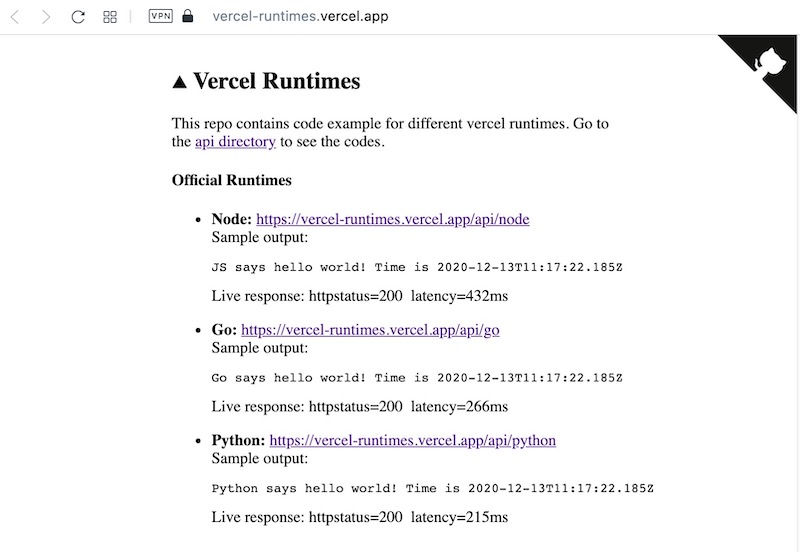 VPN vercel-runtimes.vercel.app
▲ Vercel Runtimes
This repo contains code example for different vercel runtimes. Go to
the api directory to see the codes.
Official Runtimes
• Node: https://vercel-runtimes.vercel.app/api/node
Sample output:
JS says hello world! Time is 2020-12-13T11:17:22.185Z
Live response: httpstatus=200 latency=432ms
• Go: https://vercel-runtimes.vercel.app/api/go
Sample output:
Go says hello world! Time is 2020-12-13T11:17:22.185Z
Live response: httpstatus=200 latency=266ms
• Python: https://vercel-runtimes.vercel.app/api/python
Sample output:
Python says hello world! Time is 2020-12-13T11:17:22.185Z
Live response: httpstatus=200 latency=215ms